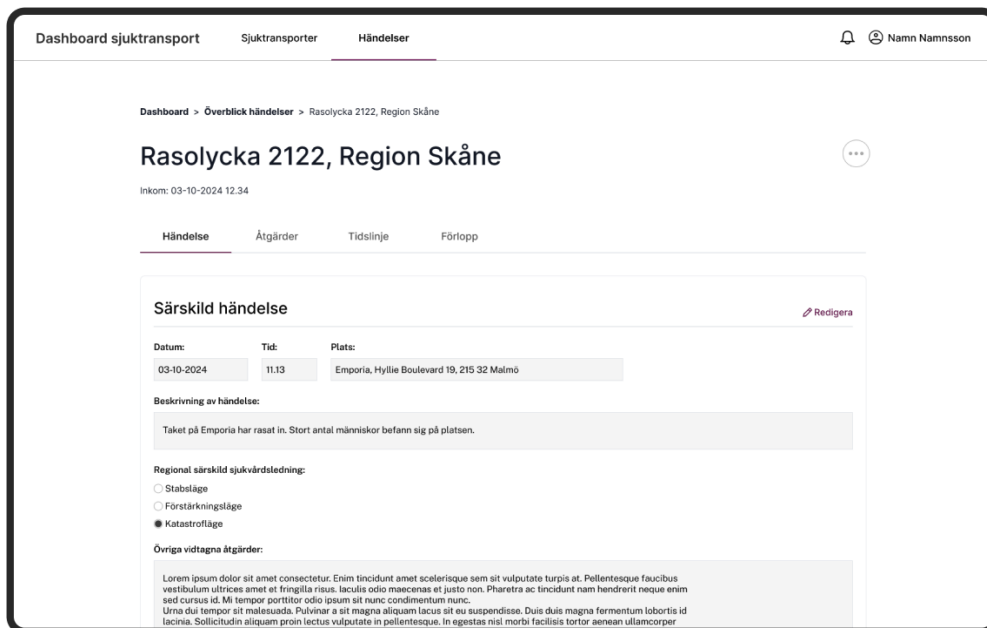 Dashboard sjuktransport Sjuktransporter Händelser Namn Namnsson
Dashboard > Överblick händelser > Rasolycka 2122, Region Skåne
Rasolycka 2122, Region Skåne
Inkom: 03-10-2024 12.34
Händelse Åtgärder Tidslinje Förlopp
Särskild händelse
Redigera
Datum: Tid: Plats:
03-10-2024 11.13 Emporia, Hyllie Boulevard 19, 215 32 Malmö
Beskrivning av händelse:
Taket på Emporia har rasat in. Stort antal människor befann sig på platsen.
Regional särskild sjukvårdsledning:
Stabsläge
Förstärkningsläge
Katastrofläge
Övriga vidtagna åtgärder:
Lorem ipsum dolor sit amet consectetur. Enim tincidunt amet scelerisque sem sit vulputate turpis at. Pellentesque faucibus
vestibulum ultrices amet et fringilla risus. Iaculis odio maecenas et justo non. Pharetra ac tincidunt nam hendrerit neque enim
sed cursus id. Mi tempor porttitor odio ipsum sit nunc condimentum nunc.
Urna dui tempor sit malesuada. Pulvinar a sit magna aliquam lacus sit eu suspendisse. Duis duis magna fermentum lobortis id
lacinia. Sollicitudin aliquam proin lectus vulputate in pellentesque. In egestas nisl morbi facilisis tortor aenean ullamcorper